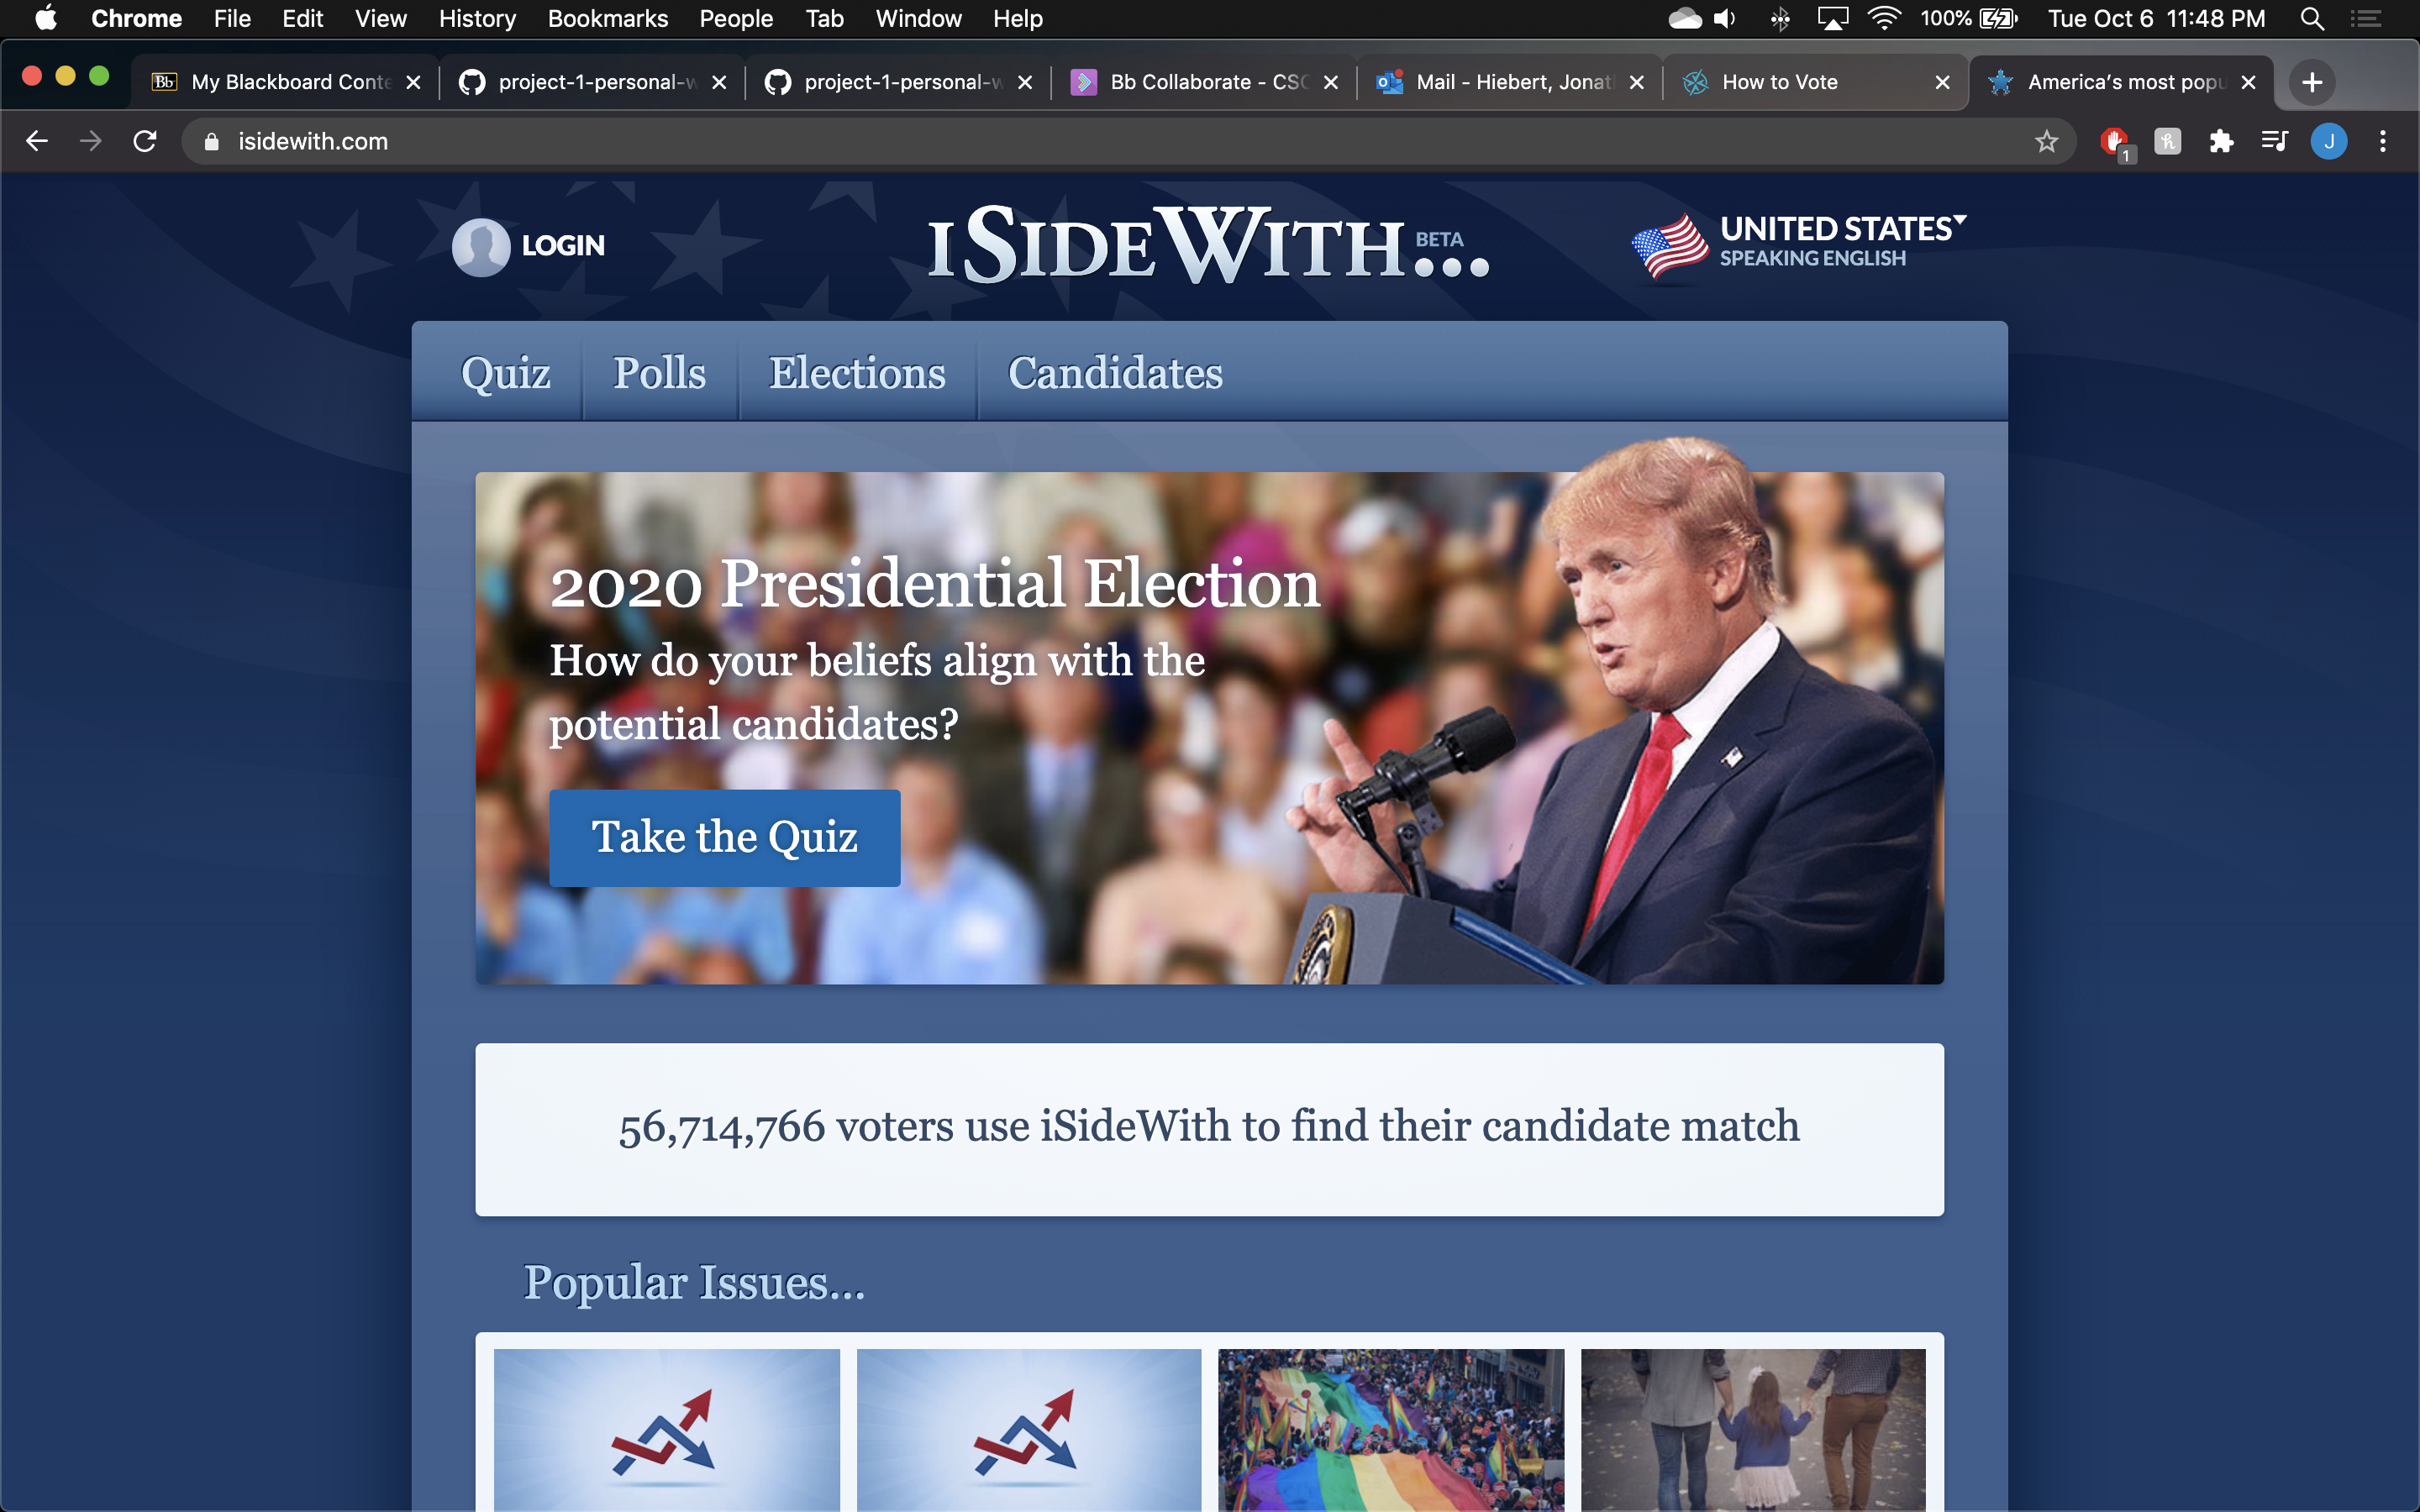 Chrome File Edit View History Bookmarks People Tab Window Help 100% Tue Oct 6 11:48 PM
Bb My Blackboard Conte project-1-personal-w project-1-personal-w Bb Collaborate - CSC Mail - Hiebert, Jonat How to Vote America's most popu
isidewith.com 1 J
LOGIN iSIDEWITH... BETA UNITED STATES
SPEAKING ENGLISH
Quiz Polls Elections Candidates
2020 Presidential Election
How do your beliefs align with the
potential candidates?
Take the Quiz
56,714,766 voters use iSideWith to find their candidate match
Popular Issues...